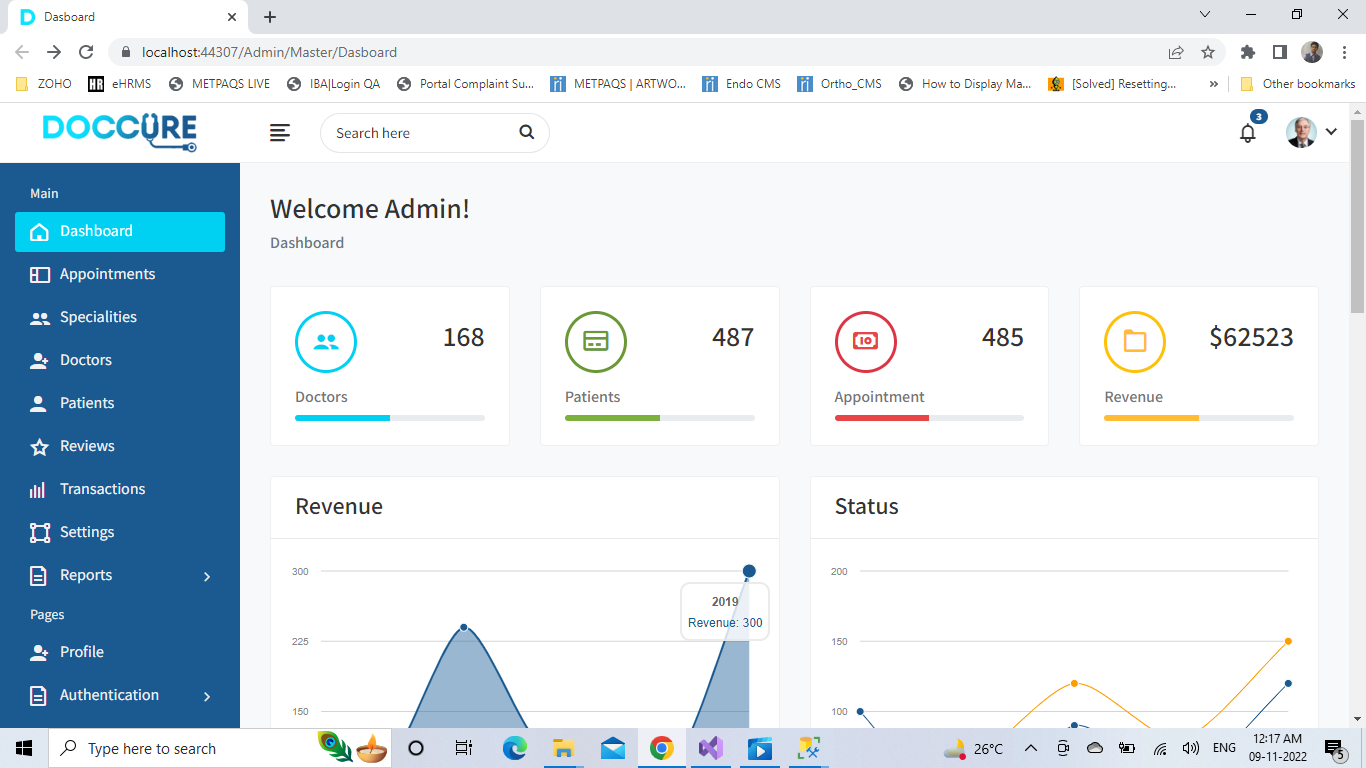 Dasboard
localhost:44307/Admin/Master/Dasboard
ZOHO
HR eHRMS
METPAQS LIVE
IBA|Login QA
Portal Complaint Su...
METPAQS | ARTWO...
Endo CMS
Ortho_CMS
How to Display Ma...
[Solved] Resetting...
Other bookmarks
DOCCURE
Search here
3
Main
Dashboard
Appointments
Specialities
Doctors
Patients
Reviews
Transactions
Settings
Reports
Pages
Profile
Authentication
Welcome Admin!
Dashboard
168
Doctors
487
Patients
10
485
Appointment
$62523
Revenue
Revenue
300
225
150
2019
Revenue: 300
Status
200
150
100
Type here to search
26°C
ENG
12:17 AM
09-11-2022
5